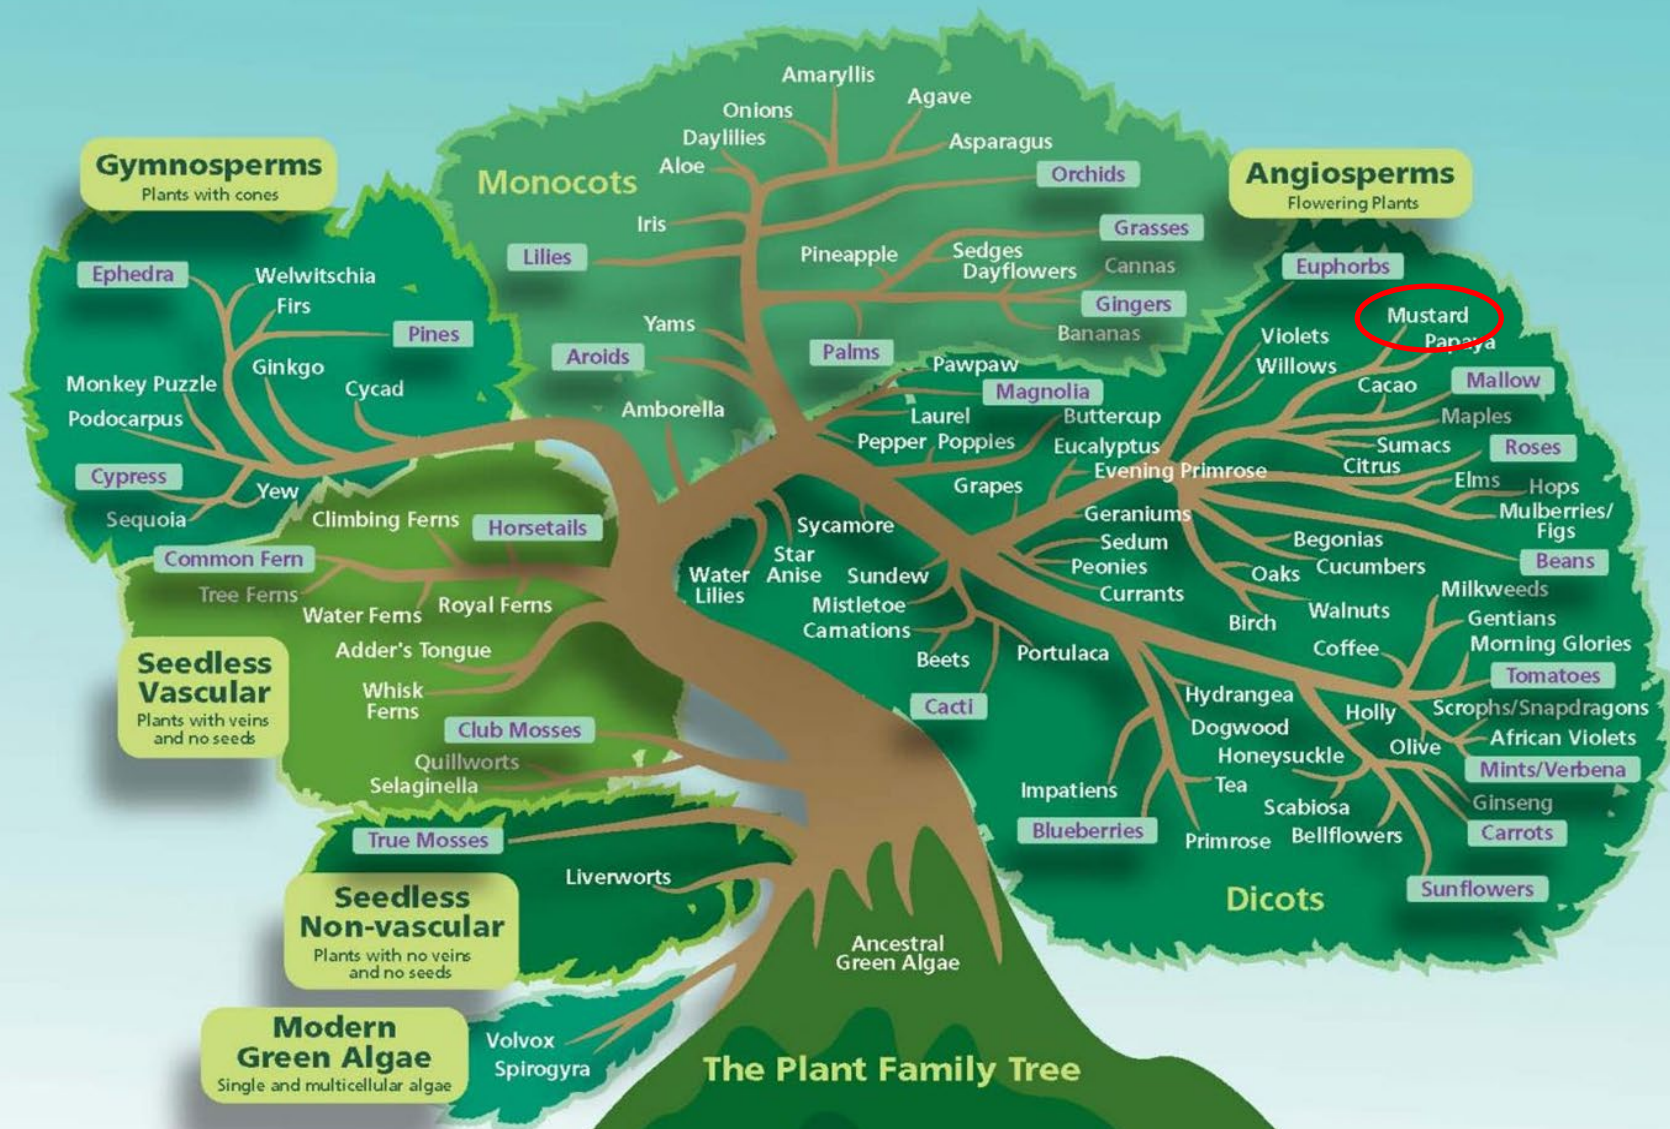 Gymnosperms
Plants with cones
Ephedra
Welwitschia
Firs
Pines
Ginkgo
Monkey Puzzle
Cycad
Podocarpus
Cypress
Yew
Sequoia
Monocots
Amaryllis
Agave
Onions
Daylilies
Asparagus
Aloe
Orchids
Iris
Grasses
Lilies
Pineapple
Sedges
Dayflowers
Cannas
Gingers
Yams
Bananas
Aroids
Palms
Amborella
Angiosperms
Flowering Plants
Euphorbs
Mustard
Violets
Papaya
Willows
Cacao
Mallow
Maples
Sumacs
Roses
Citrus
Elms
Hops
Mulberries/
Figs
Beans
Pawpaw
Magnolia
Laurel
Buttercup
Pepper
Poppies
Eucalyptus
Evening Primrose
Grapes
Geraniums
Sycamore
Sedum
Begonias
Star
Anise
Peonies
Oaks
Cucumbers
Water
Lilies
Sundew
Currants
Walnuts
Birch
Mistletoe
Carnations
Beets
Portulaca
Cacti
Milkweeds
Gentians
Coffee
Morning Glories
Tomatoes
Hydrangea
Holly
Scrophs/Snapdragons
Dogwood
African Violets
Honeysuckle
Olive
Mints/Verbena
Impatiens
Tea
Scabiosa
Ginseng
Blueberries
Primrose
Bellflowers
Carrots
Sunflowers
Dicots
Climbing Ferns
Horsetails
Common Fern
Tree Ferns
Water Ferns
Royal Ferns
Adder's Tongue
Whisk
Ferns
Seedless
Vascular
Plants with veins
and no seeds
Club Mosses
Quillworts
Selaginella
True Mosses
Liverworts
Seedless
Non-vascular
Plants with no veins
and no seeds
Ancestral
Green Algae
Modern
Green Algae
Single and multicellular algae
Volvox
Spirogyra
The Plant Family Tree